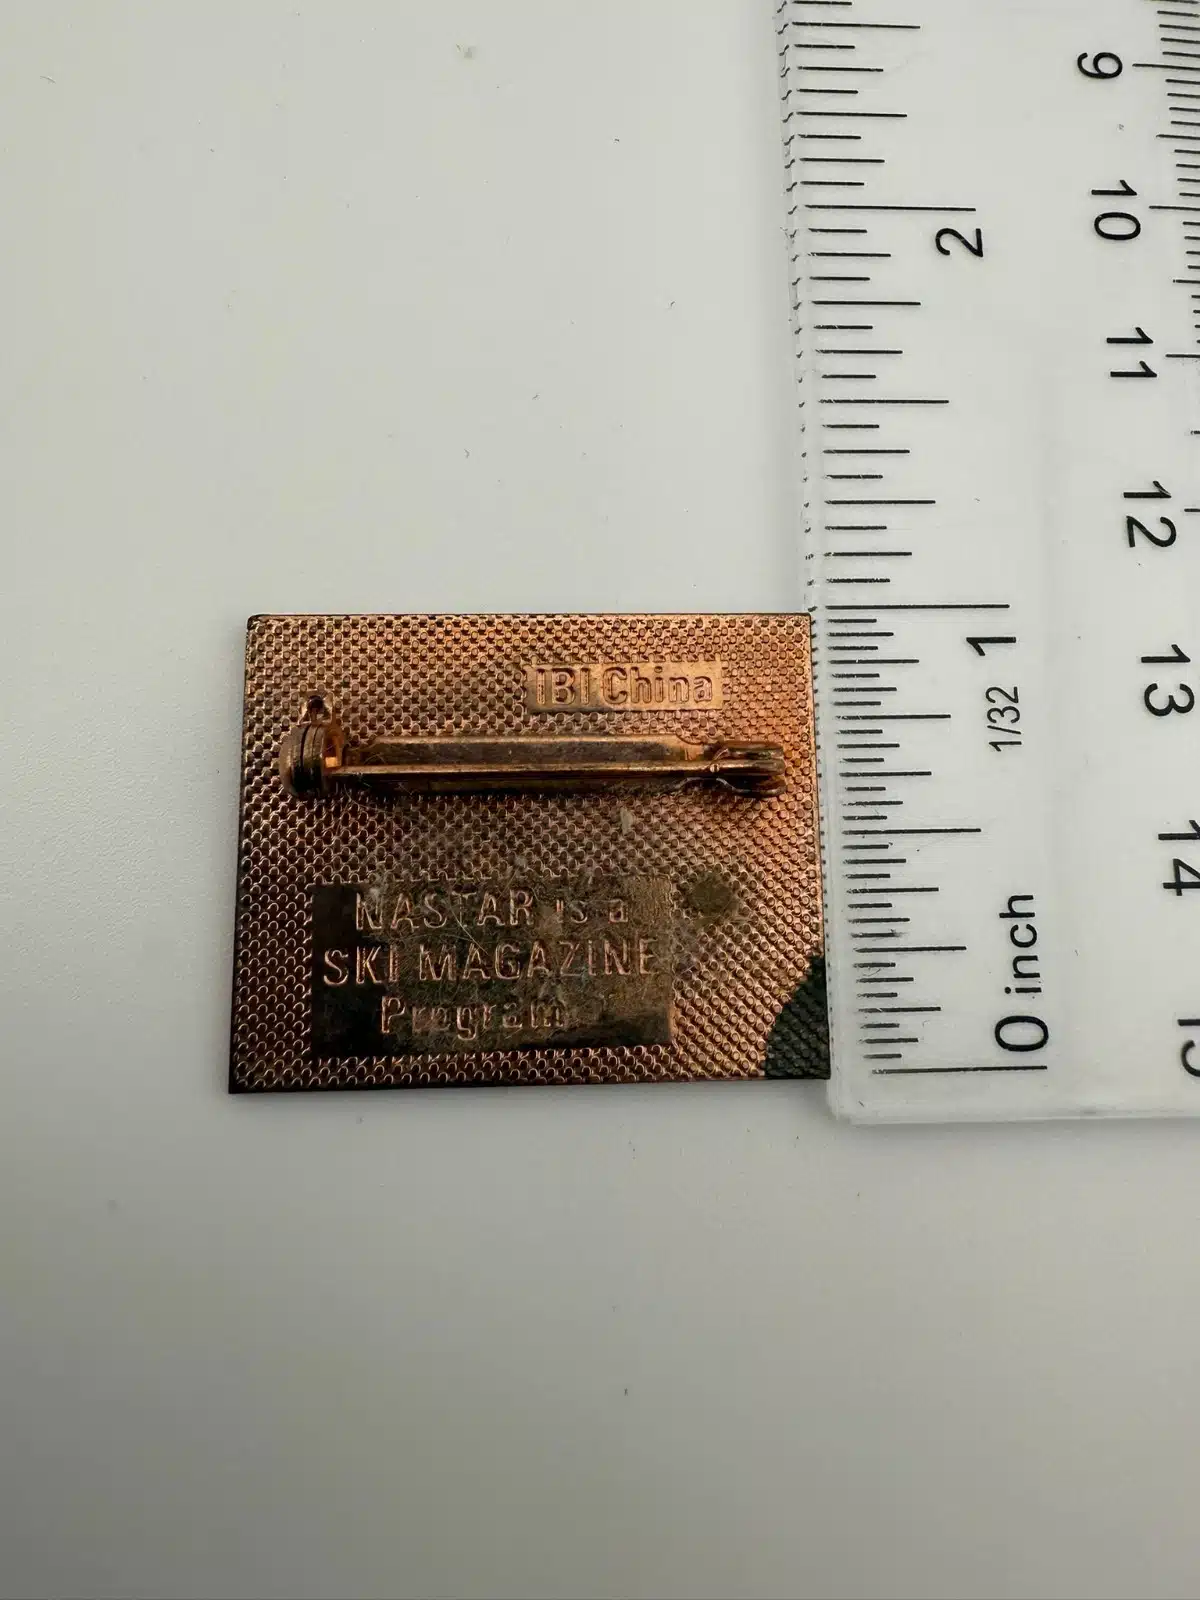 IBI China
NASTAR is a
SKI MAGAZINE
Program
9
10
11
12
13
14
15
2
1
1/32
0 inch